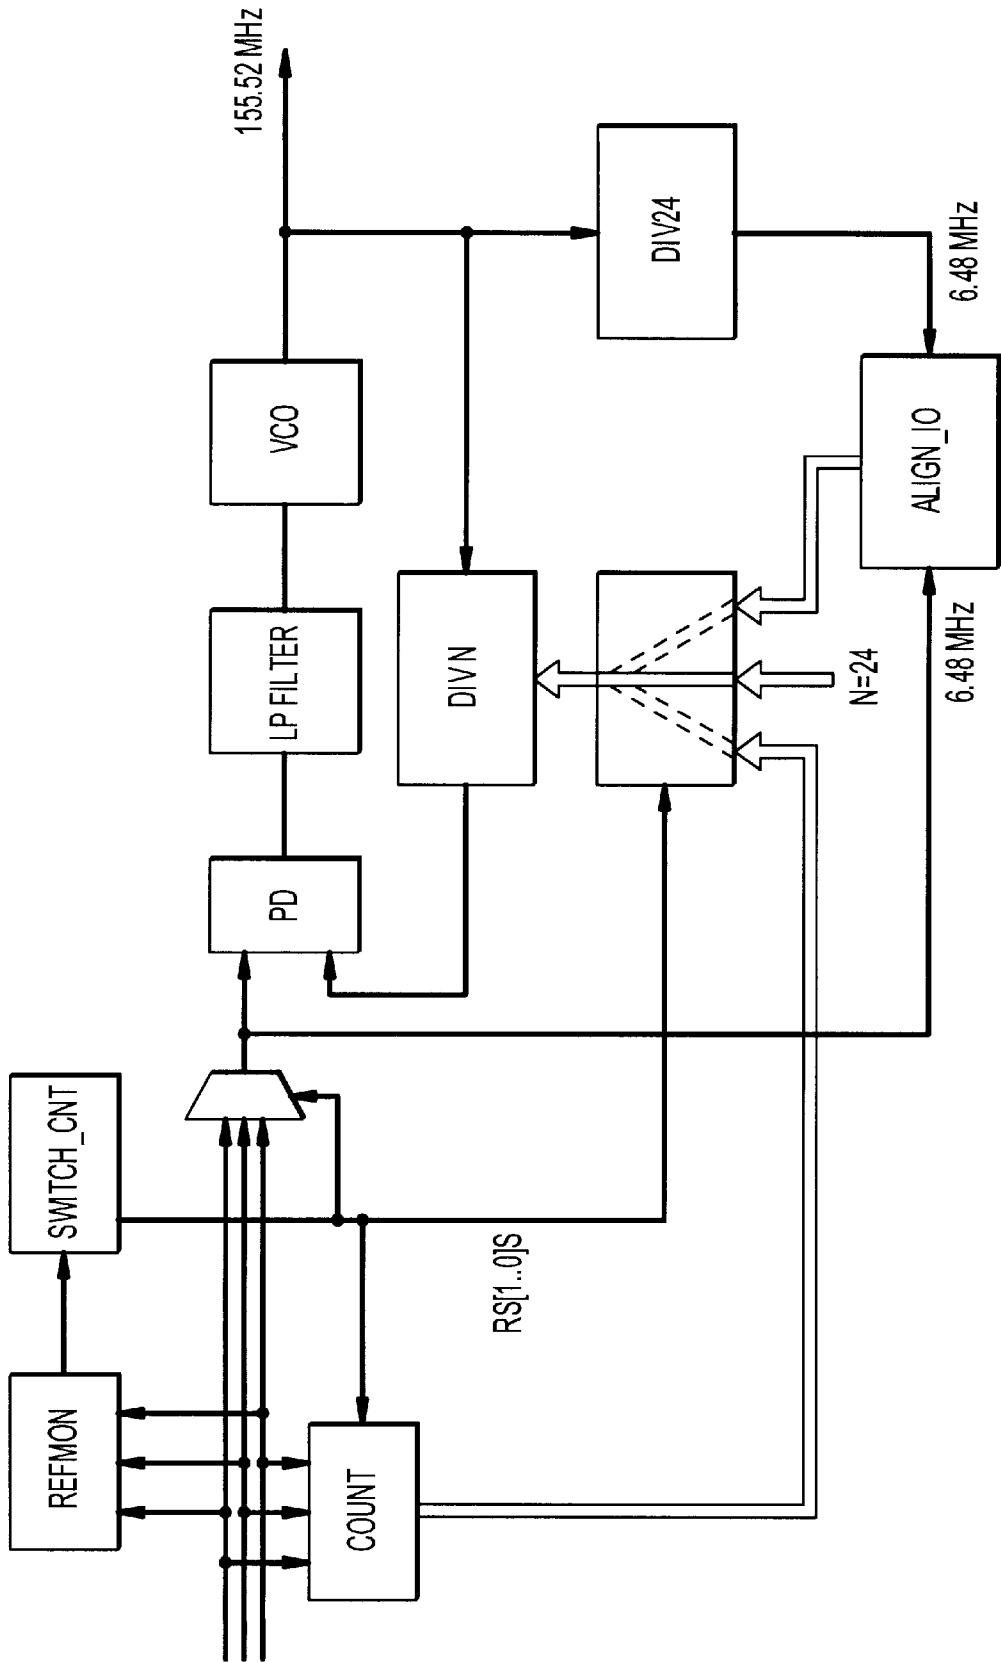 REFMON
SWITCH_CNT
COUNT
RS[1..0]S
PD
LP FILTER
VCO
155.52 MHz
DIV N
N=24
DIV24
6.48 MHz
6.48 MHz
ALIGN_IO